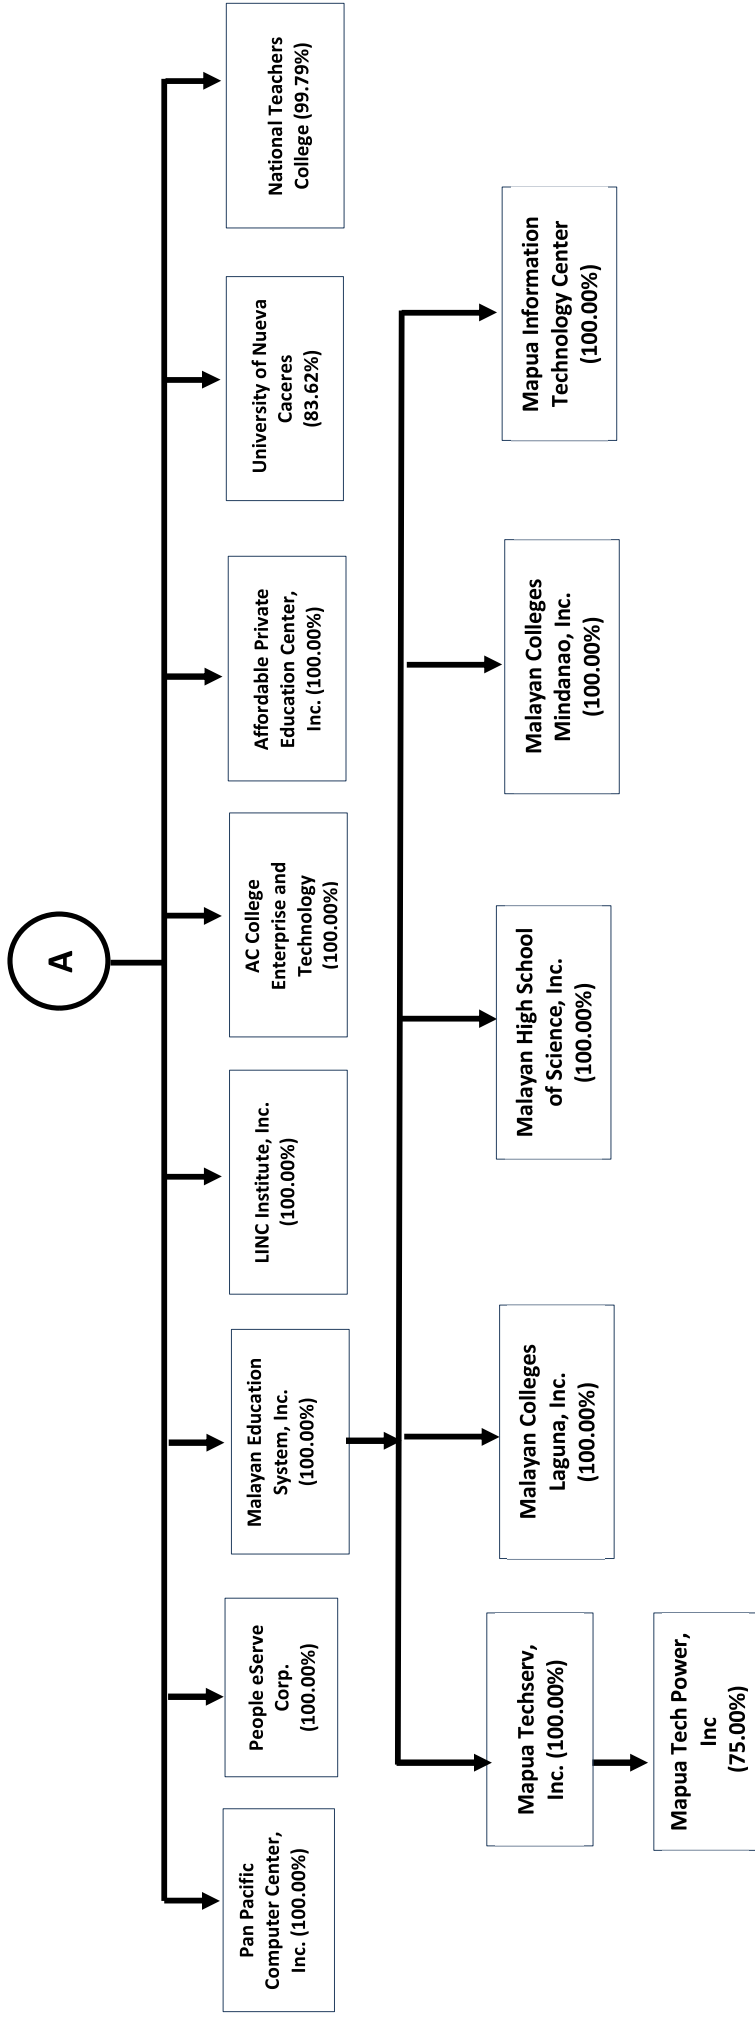 A
Pan Pacific
Computer Center,
Inc. (100.00%)
People eServe
Corp.
(100.00%)
Malayan Education
System, Inc.
(100.00%)
LINC Institute, Inc.
(100.00%)
AC College
Enterprise and
Technology
(100.00%)
Affordable Private
Education Center,
Inc. (100.00%)
University of Nueva
Caceres
(83.62%)
National Teachers
College (99.79%)
Mapua Techserv,
Inc. (100.00%)
Malayan Colleges
Laguna, Inc.
(100.00%)
Malayan High School
of Science, Inc.
(100.00%)
Malayan Colleges
Mindanao, Inc.
(100.00%)
Mapua Information
Technology Center
(100.00%)
Mapua Tech Power,
Inc
(75.00%)